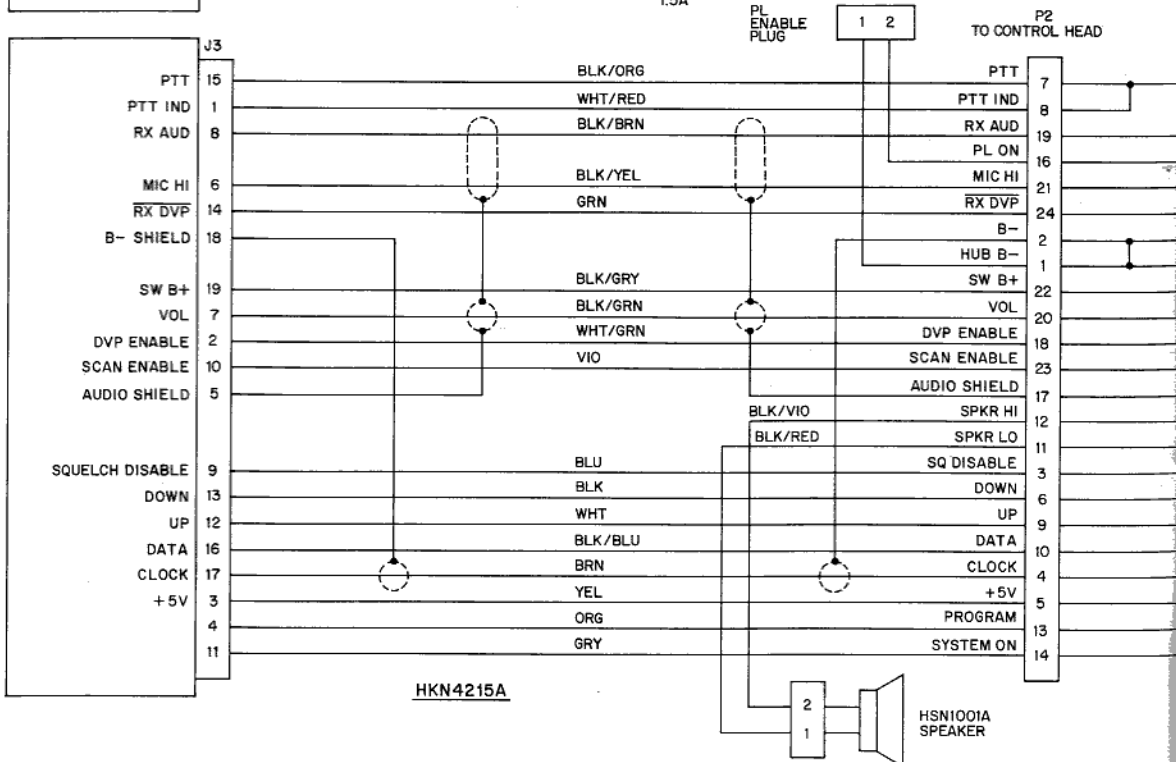 1.5A
PL
ENABLE
PLUG
1 2
P2
TO CONTROL HEAD
J3
PTT 15 BLK/ORG PTT 7
PTT IND 1 WHT/RED PTT IND 8
RX AUD 8 BLK/BRN RX AUD 19
PL ON 16
MIC HI 6 BLK/YEL MIC HI 21
RX DVP 14 GRN RX DVP 24
B- SHIELD 18 B- 2
HUB B- 1
SW B+ 19 BLK/GRY SW B+ 22
VOL 7 BLK/GRN VOL 20
DVP ENABLE 2 WHT/GRN DVP ENABLE 18
SCAN ENABLE 10 VIO SCAN ENABLE 23
AUDIO SHIELD 5 AUDIO SHIELD 17
BLK/VIO SPKR HI 12
BLK/RED SPKR LO 11
SQUELCH DISABLE 9 BLU SQ DISABLE 3
DOWN 13 BLK DOWN 6
UP 12 WHT UP 9
DATA 16 BLK/BLU DATA 10
CLOCK 17 BRN CLOCK 4
+5V 3 YEL +5V 5
4 ORG PROGRAM 13
11 GRY SYSTEM ON 14
HKN4215A
2
1
HSN1001A
SPEAKER